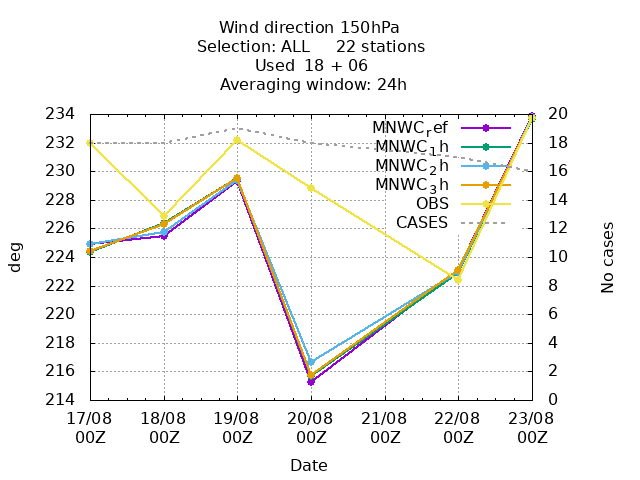 Wind direction 150hPa
Selection: ALL 22 stations
Used 18 + 06
Averaging window: 24h
234
232
230
228
226
224
222
220
218
216
214
deg
20
18
16
14
12
10
8
6
4
2
0
No cases
MNWC_ref
MNWC_1h
MNWC_2h
MNWC_3h
OBS
CASES
17/08 18/08 19/08 20/08 21/08 22/08 23/08
00Z 00Z 00Z 00Z 00Z 00Z 00Z
Date